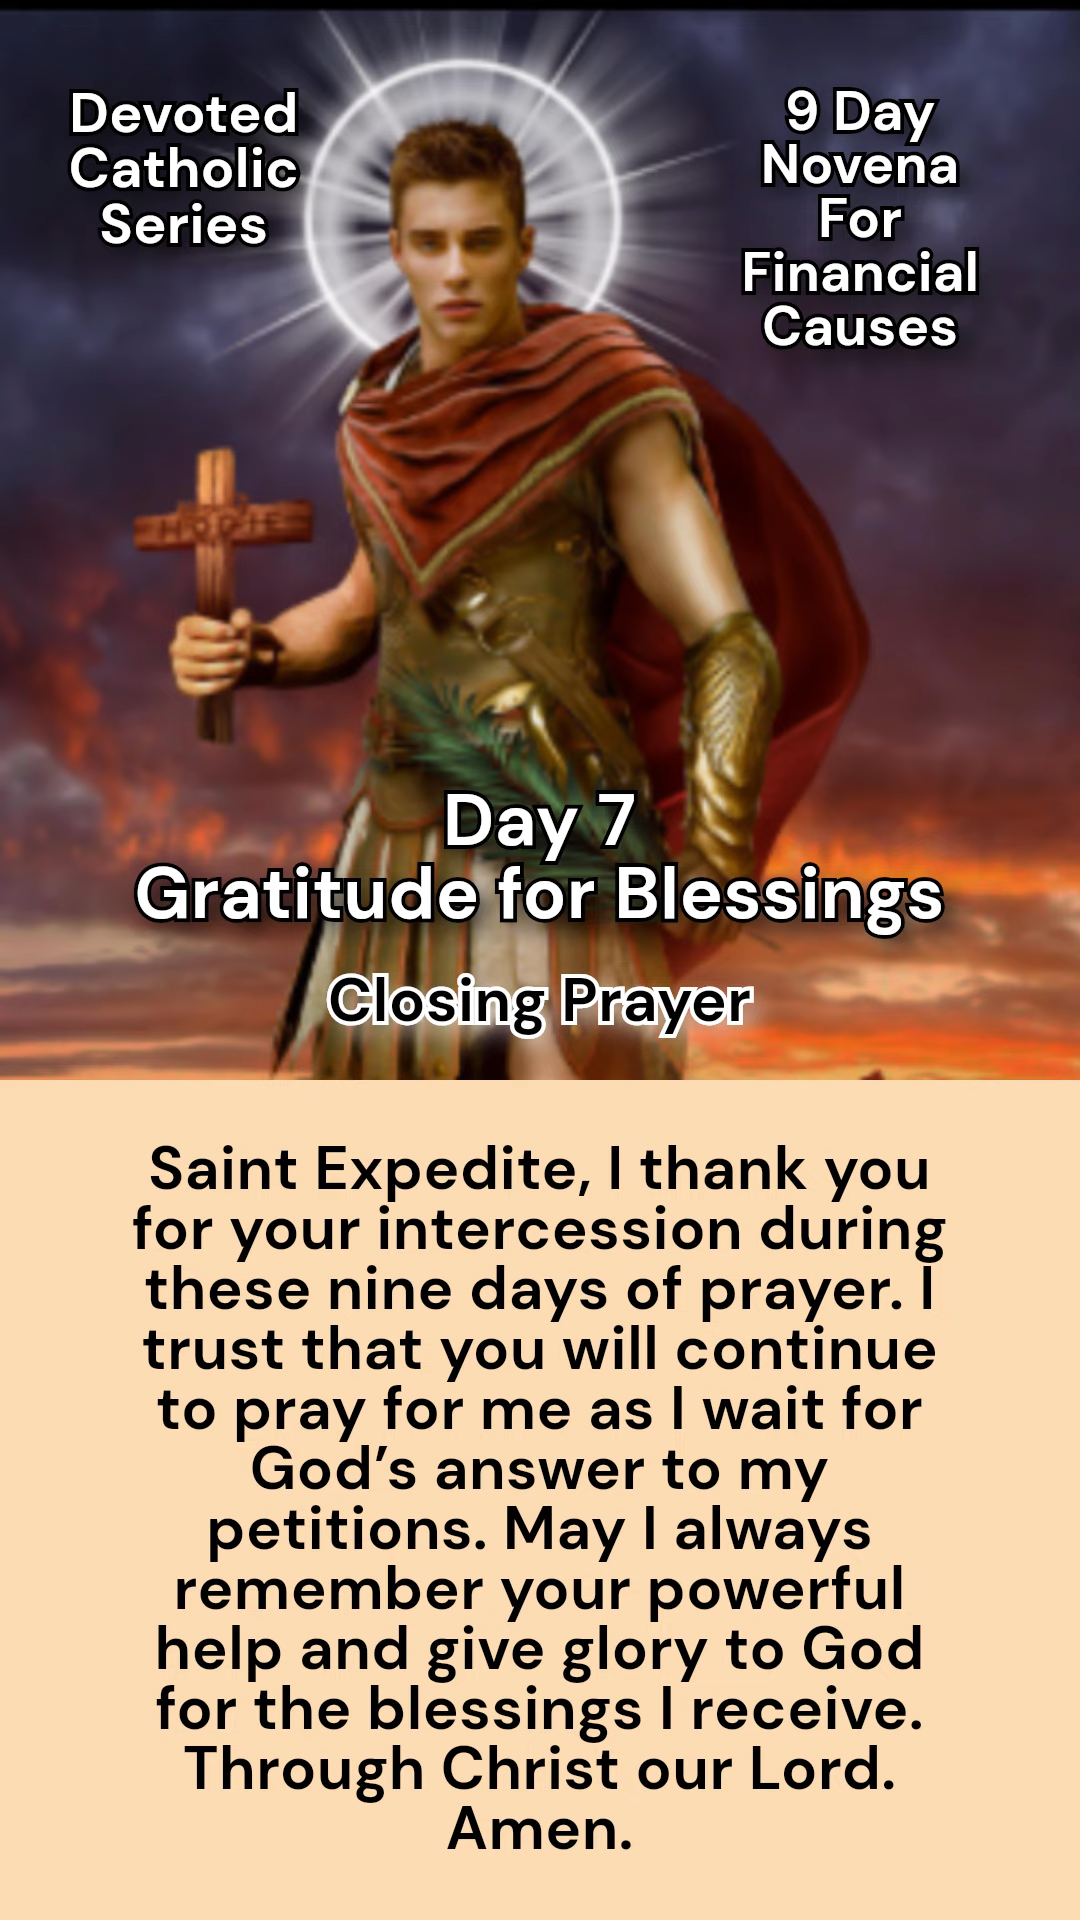 Devoted
Catholic
Series
9 Day
Novena
For
Financial
Causes
HODIE
Day 7
Gratitude for Blessings
Closing Prayer
Saint Expedite, I thank you
for your intercession during
these nine days of prayer. I
trust that you will continue
to pray for me as I wait for
God’s answer to my
petitions. May I always
remember your powerful
help and give glory to God
for the blessings I receive.
Through Christ our Lord.
Amen.